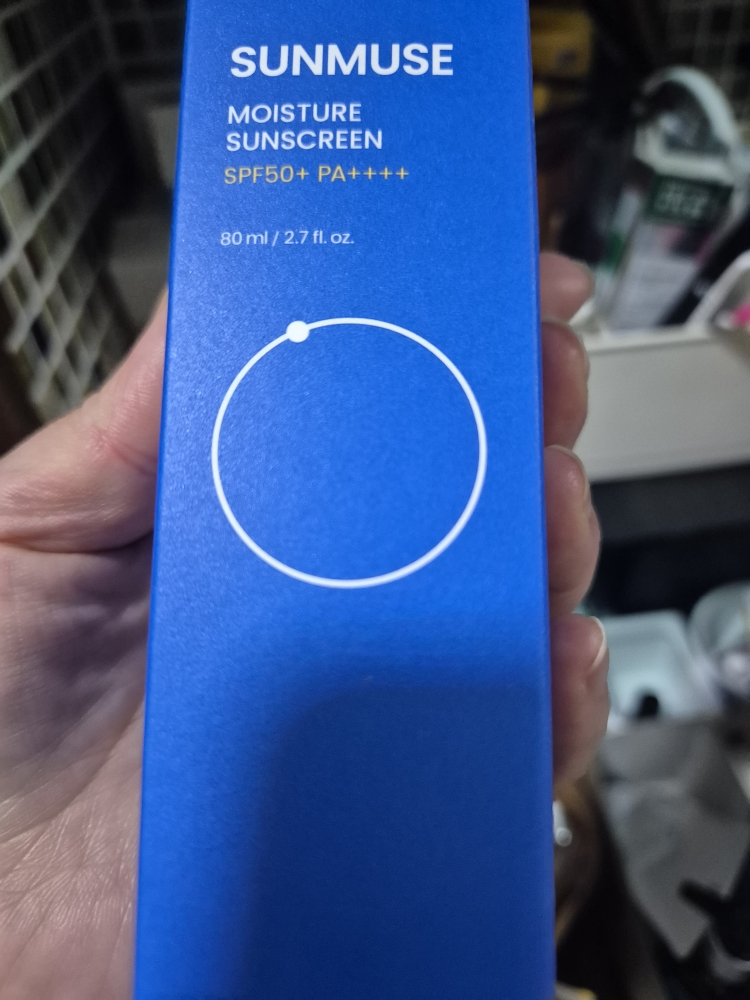 SUNMUSE
MOISTURE
SUNSCREEN
SPF50+ PA++++
80 ml / 2.7 fl. oz.